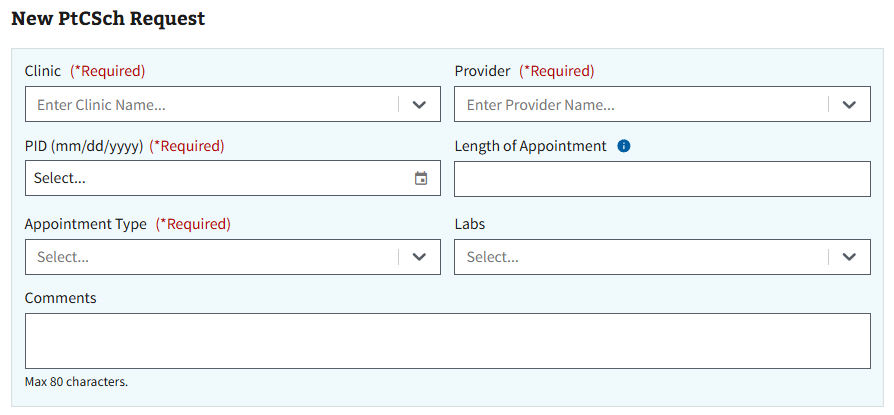 New PtCSch Request
Clinic (*Required) Provider (*Required)
Enter Clinic Name... Enter Provider Name...
PID (mm/dd/yyyy) (*Required) Length of Appointment
Select...
Appointment Type (*Required) Labs
Select... Select...
Comments
Max 80 characters.